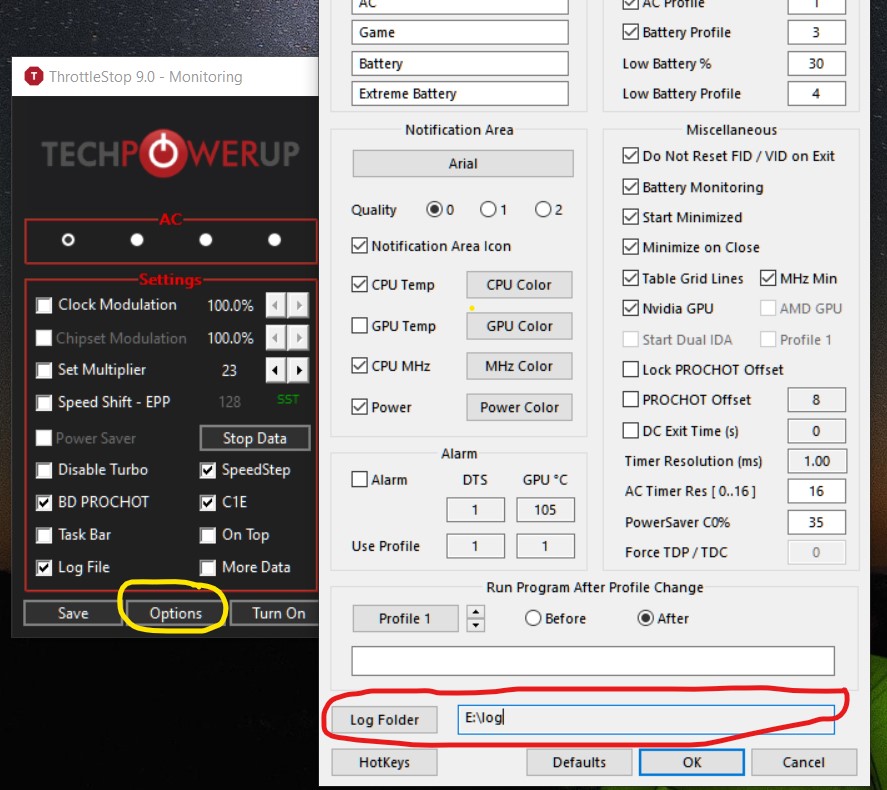 ThrottleStop 9.0 - Monitoring
TECHPOWERUP
AC
Settings
Clock Modulation 100.0%
Chipset Modulation 100.0%
Set Multiplier 23
Speed Shift - EPP 128 SST
Power Saver Stop Data
Disable Turbo SpeedStep
BD PROCHOT C1E
Task Bar On Top
Log File More Data
Save Options Turn On
AC
Game
Battery
Extreme Battery
AC Profile 1
Battery Profile 3
Low Battery % 30
Low Battery Profile 4
Notification Area
Arial
Quality 0 1 2
Notification Area Icon
CPU Temp CPU Color
GPU Temp GPU Color
CPU MHz MHz Color
Power Power Color
Miscellaneous
Do Not Reset FID / VID on Exit
Battery Monitoring
Start Minimized
Minimize on Close
Table Grid Lines MHz Min
Nvidia GPU AMD GPU
Start Dual IDA Profile 1
Lock PROCHOT Offset
PROCHOT Offset 8
DC Exit Time (s) 0
Timer Resolution (ms) 1.00
AC Timer Res [ 0..16 ] 16
PowerSaver C0% 35
Force TDP / TDC 0
Alarm
Alarm DTS GPU °C
1 105
Use Profile 1 1
Run Program After Profile Change
Profile 1 Before After
Log Folder E:\log
HotKeys Defaults OK Cancel